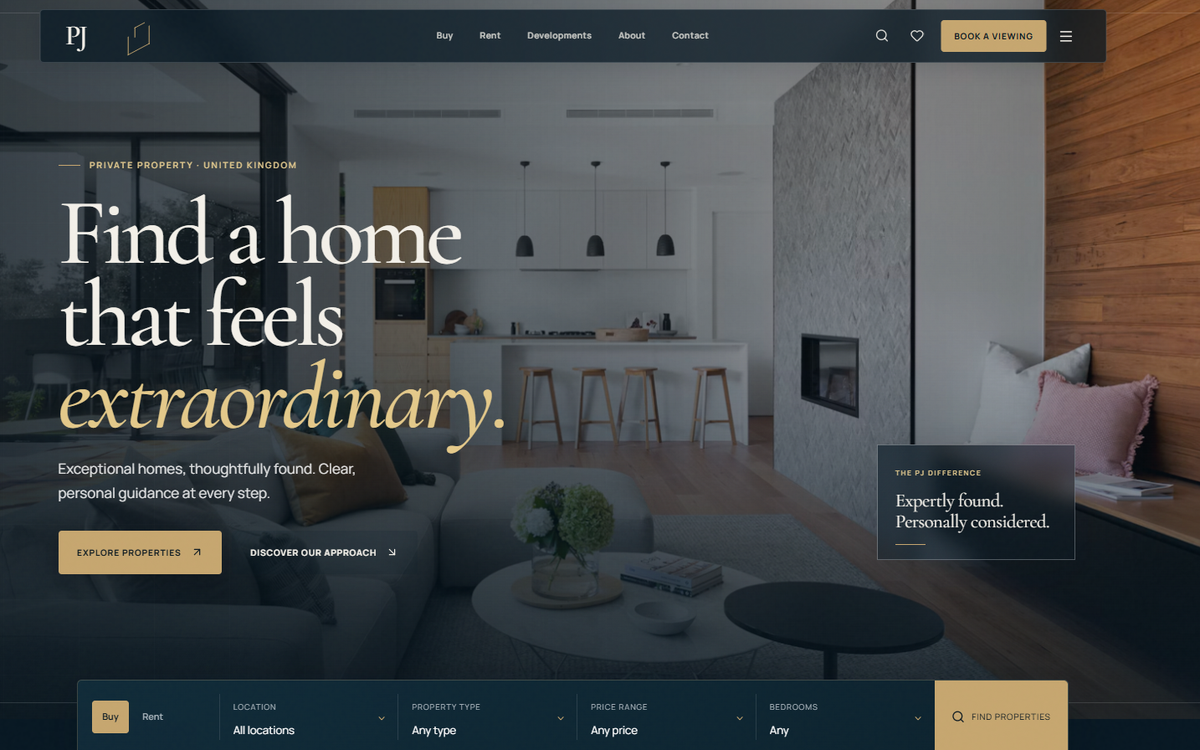 PJ
Buy
Rent
Developments
About
Contact
BOOK A VIEWING
PRIVATE PROPERTY · UNITED KINGDOM
Find a home
that feels
extraordinary.
Exceptional homes, thoughtfully found. Clear,
personal guidance at every step.
EXPLORE PROPERTIES
DISCOVER OUR APPROACH
THE PJ DIFFERENCE
Expertly found.
Personally considered.
Buy
Rent
LOCATION
All locations
PROPERTY TYPE
Any type
PRICE RANGE
Any price
BEDROOMS
Any
FIND PROPERTIES